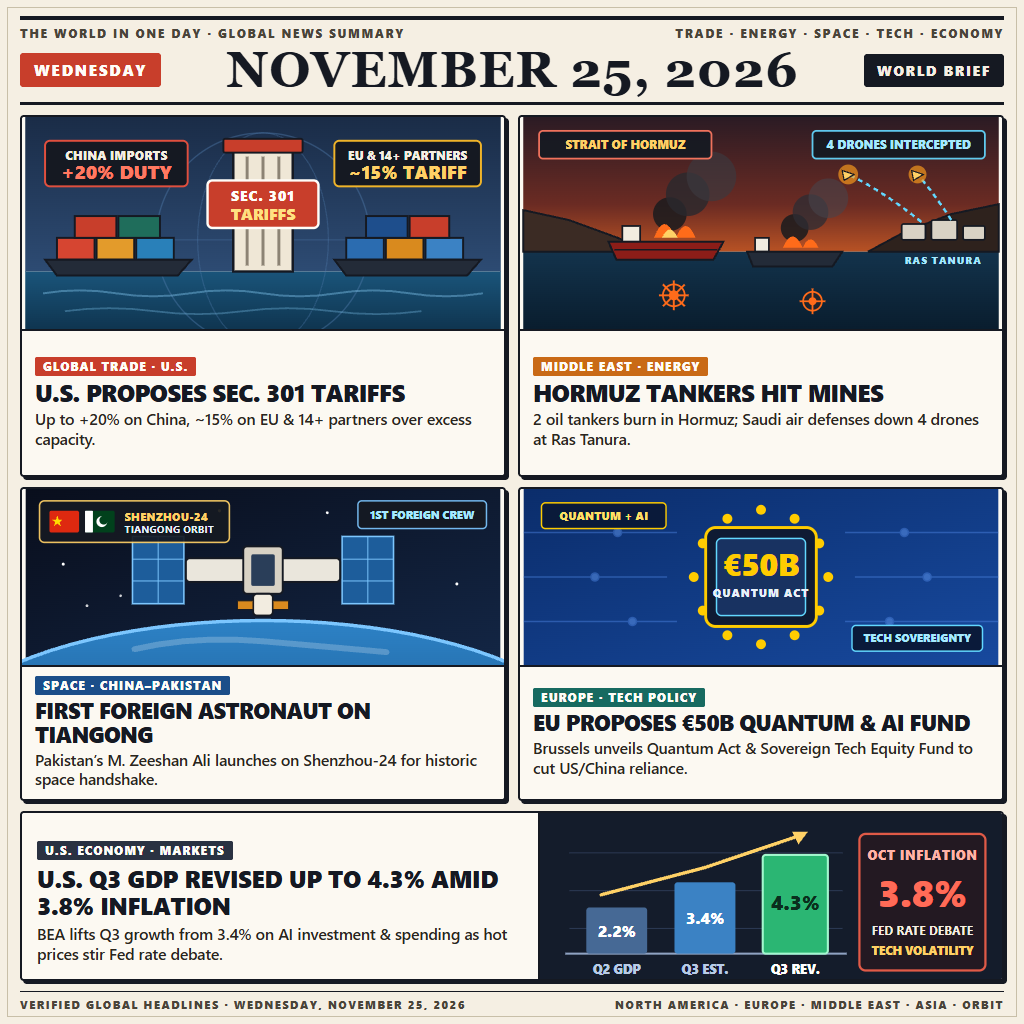 THE WORLD IN ONE DAY · GLOBAL NEWS SUMMARY
TRADE · ENERGY · SPACE · TECH · ECONOMY
WEDNESDAY
NOVEMBER 25, 2026
WORLD BRIEF
CHINA IMPORTS
+20% DUTY
SEC. 301
TARIFFS
EU & 14+ PARTNERS
~15% TARIFF
GLOBAL TRADE · U.S.
U.S. PROPOSES SEC. 301 TARIFFS
Up to +20% on China, ~15% on EU & 14+ partners over excess
capacity.
STRAIT OF HORMUZ
4 DRONES INTERCEPTED
RAS TANURA
MIDDLE EAST · ENERGY
HORMUZ TANKERS HIT MINES
2 oil tankers burn in Hormuz; Saudi air defenses down 4 drones
at Ras Tanura.
SHENZHOU-24
TIANGONG ORBIT
1ST FOREIGN CREW
SPACE · CHINA–PAKISTAN
FIRST FOREIGN ASTRONAUT ON
TIANGONG
Pakistan's M. Zeeshan Ali launches on Shenzhou-24 for historic
space handshake.
QUANTUM + AI
€50B
QUANTUM ACT
TECH SOVEREIGNTY
EUROPE · TECH POLICY
EU PROPOSES €50B QUANTUM & AI FUND
Brussels unveils Quantum Act & Sovereign Tech Equity Fund to
cut US/China reliance.
U.S. ECONOMY · MARKETS
U.S. Q3 GDP REVISED UP TO 4.3% AMID
3.8% INFLATION
BEA lifts Q3 growth from 3.4% on AI investment & spending as hot
prices stir Fed rate debate.
2.2%
3.4%
4.3%
Q2 GDP
Q3 EST.
Q3 REV.
OCT INFLATION
3.8%
FED RATE DEBATE
TECH VOLATILITY
VERIFIED GLOBAL HEADLINES · WEDNESDAY, NOVEMBER 25, 2026
NORTH AMERICA · EUROPE · MIDDLE EAST · ASIA · ORBIT